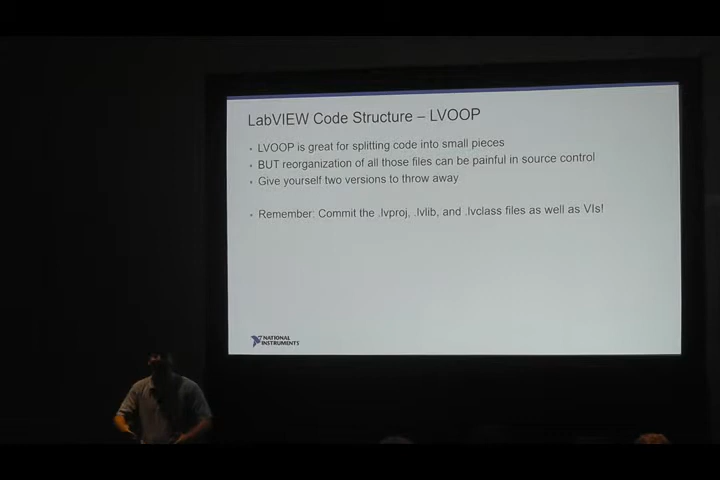 LabVIEW Code Structure – LVOOP
• LVOOP is great for splitting code into small pieces
• BUT reorganization of all those files can be painful in source control
• Give yourself two versions to throw away
• Remember: Commit the .lvproj, .lvlib, and .lvclass files as well as VIs!
NATIONAL
INSTRUMENTS